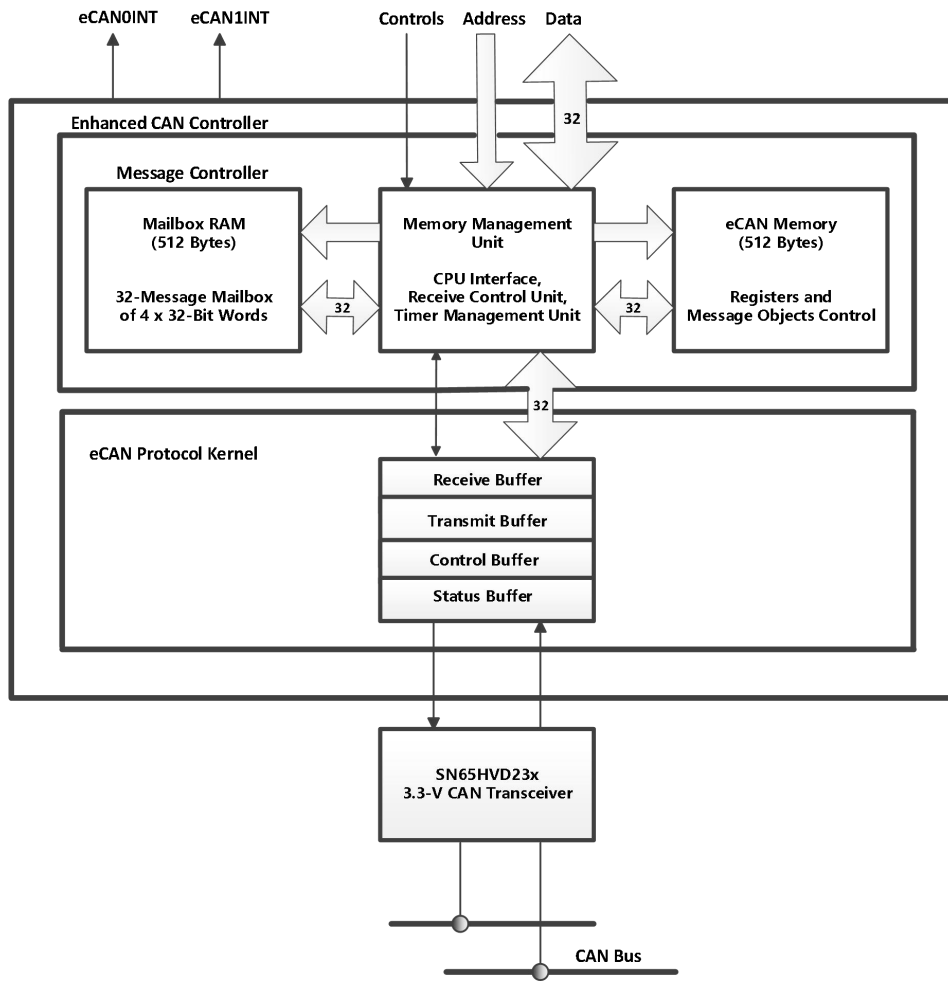 eCAN0INT
eCAN1INT
Controls
Address
Data
32
Enhanced CAN Controller
Message Controller
Mailbox RAM
(512 Bytes)
32-Message Mailbox
of 4 x 32-Bit Words
32
Memory Management
Unit
CPU Interface,
Receive Control Unit,
Timer Management Unit
32
eCAN Memory
(512 Bytes)
Registers and
Message Objects Control
32
eCAN Protocol Kernel
Receive Buffer
Transmit Buffer
Control Buffer
Status Buffer
SN65HVD23x
3.3-V CAN Transceiver
CAN Bus